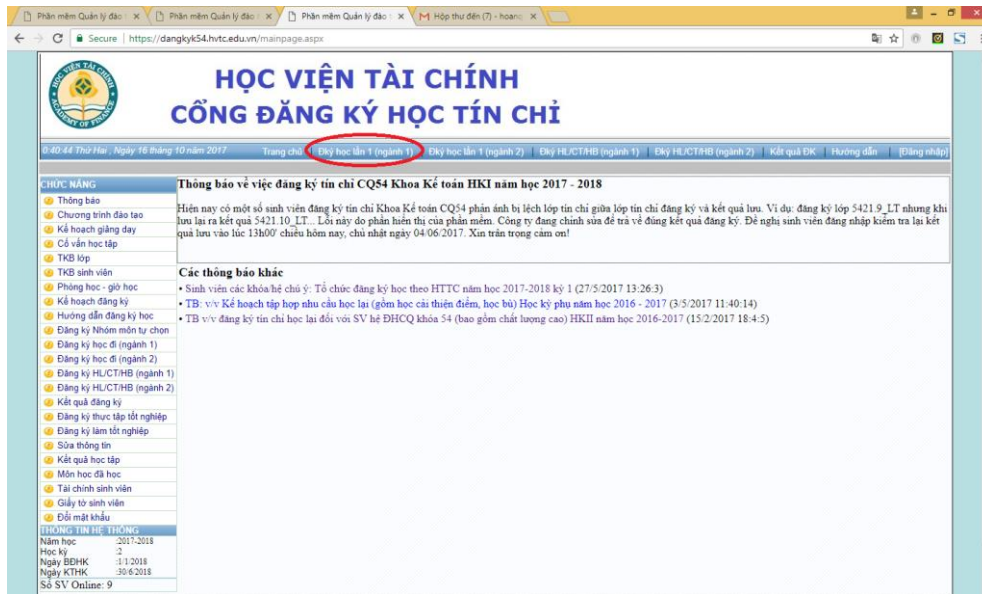 Phần mềm Quản lý đào t
Phần mềm Quản lý đào t
Phần mềm Quản lý đào t
Hộp thư đến (7) - hoang
Secure | https://dangkyk54.hvtc.edu.vn/mainpage.aspx
HỌC VIỆN TÀI CHÍNH
CỔNG ĐĂNG KÝ HỌC TÍN CHỈ
HỌC VIỆN TÀI CHÍNH
ACADEMY OF FINANCE
0:40:44 Thứ Hai , Ngày 16 tháng 10 năm 2017 Trang chủ | Đký học lần 1 (ngành 1) | Đký học lần 1 (ngành 2) | Đký HL/CT/HB (ngành 1) | Đký HL/CT/HB (ngành 2) | Kết quả ĐK | Hướng dẫn | [Đăng nhập]
CHỨC NĂNG
Thông báo
Chương trình đào tạo
Kế hoạch giảng dạy
Cố vấn học tập
TKB lớp
TKB sinh viên
Phòng học - giờ học
Kế hoạch đăng ký
Hướng dẫn đăng ký học
Đăng ký Nhóm môn tự chọn
Đăng ký học đi (ngành 1)
Đăng ký học đi (ngành 2)
Đăng ký HL/CT/HB (ngành 1)
Đăng ký HL/CT/HB (ngành 2)
Kết quả đăng ký
Đăng ký thực tập tốt nghiệp
Đăng ký làm tốt nghiệp
Sửa thông tin
Kết quả học tập
Môn học đã học
Tài chính sinh viên
Giấy tờ sinh viên
Đổi mật khẩu
THÔNG TIN HỆ THỐNG
Năm học :2017-2018
Học kỳ :2
Ngày BĐHK :1/1/2018
Ngày KTHK :30/6/2018
Số SV Online: 9
Thông báo về việc đăng ký tín chỉ CQ54 Khoa Kế toán HKI năm học 2017 - 2018
Hiện nay có một số sinh viên đăng ký tín chỉ Khoa Kế toán CQ54 phản ánh bị lệch lớp tín chỉ giữa lớp tín chỉ đăng ký và kết quả lưu. Ví dụ: đăng ký lớp 5421.9_LT nhưng khi
lưu lại ra kết quả 5421.10_LT... Lỗi này do phần hiển thị của phần mềm. Công ty đang chỉnh sửa để trả về đúng kết quả đăng ký. Đề nghị sinh viên đăng nhập kiểm tra lại kết
quả lưu vào lúc 13h00' chiều hôm nay, chủ nhật ngày 04/06/2017. Xin trân trọng cảm ơn!
Các thông báo khác
• Sinh viên các khóa/hệ chú ý: Tổ chức đăng ký học theo HTTC năm học 2017-2018 kỳ 1 (27/5/2017 13:26:3)
• TB: v/v Kế hoạch tập hợp nhu cầu học lại (gồm học cải thiện điểm, học bù) Học kỳ phụ năm học 2016 - 2017 (3/5/2017 11:40:14)
• TB v/v đăng ký tín chỉ học lại đối với SV hệ ĐHCQ khóa 54 (bao gồm chất lượng cao) HKII năm học 2016-2017 (15/2/2017 18:4:5)